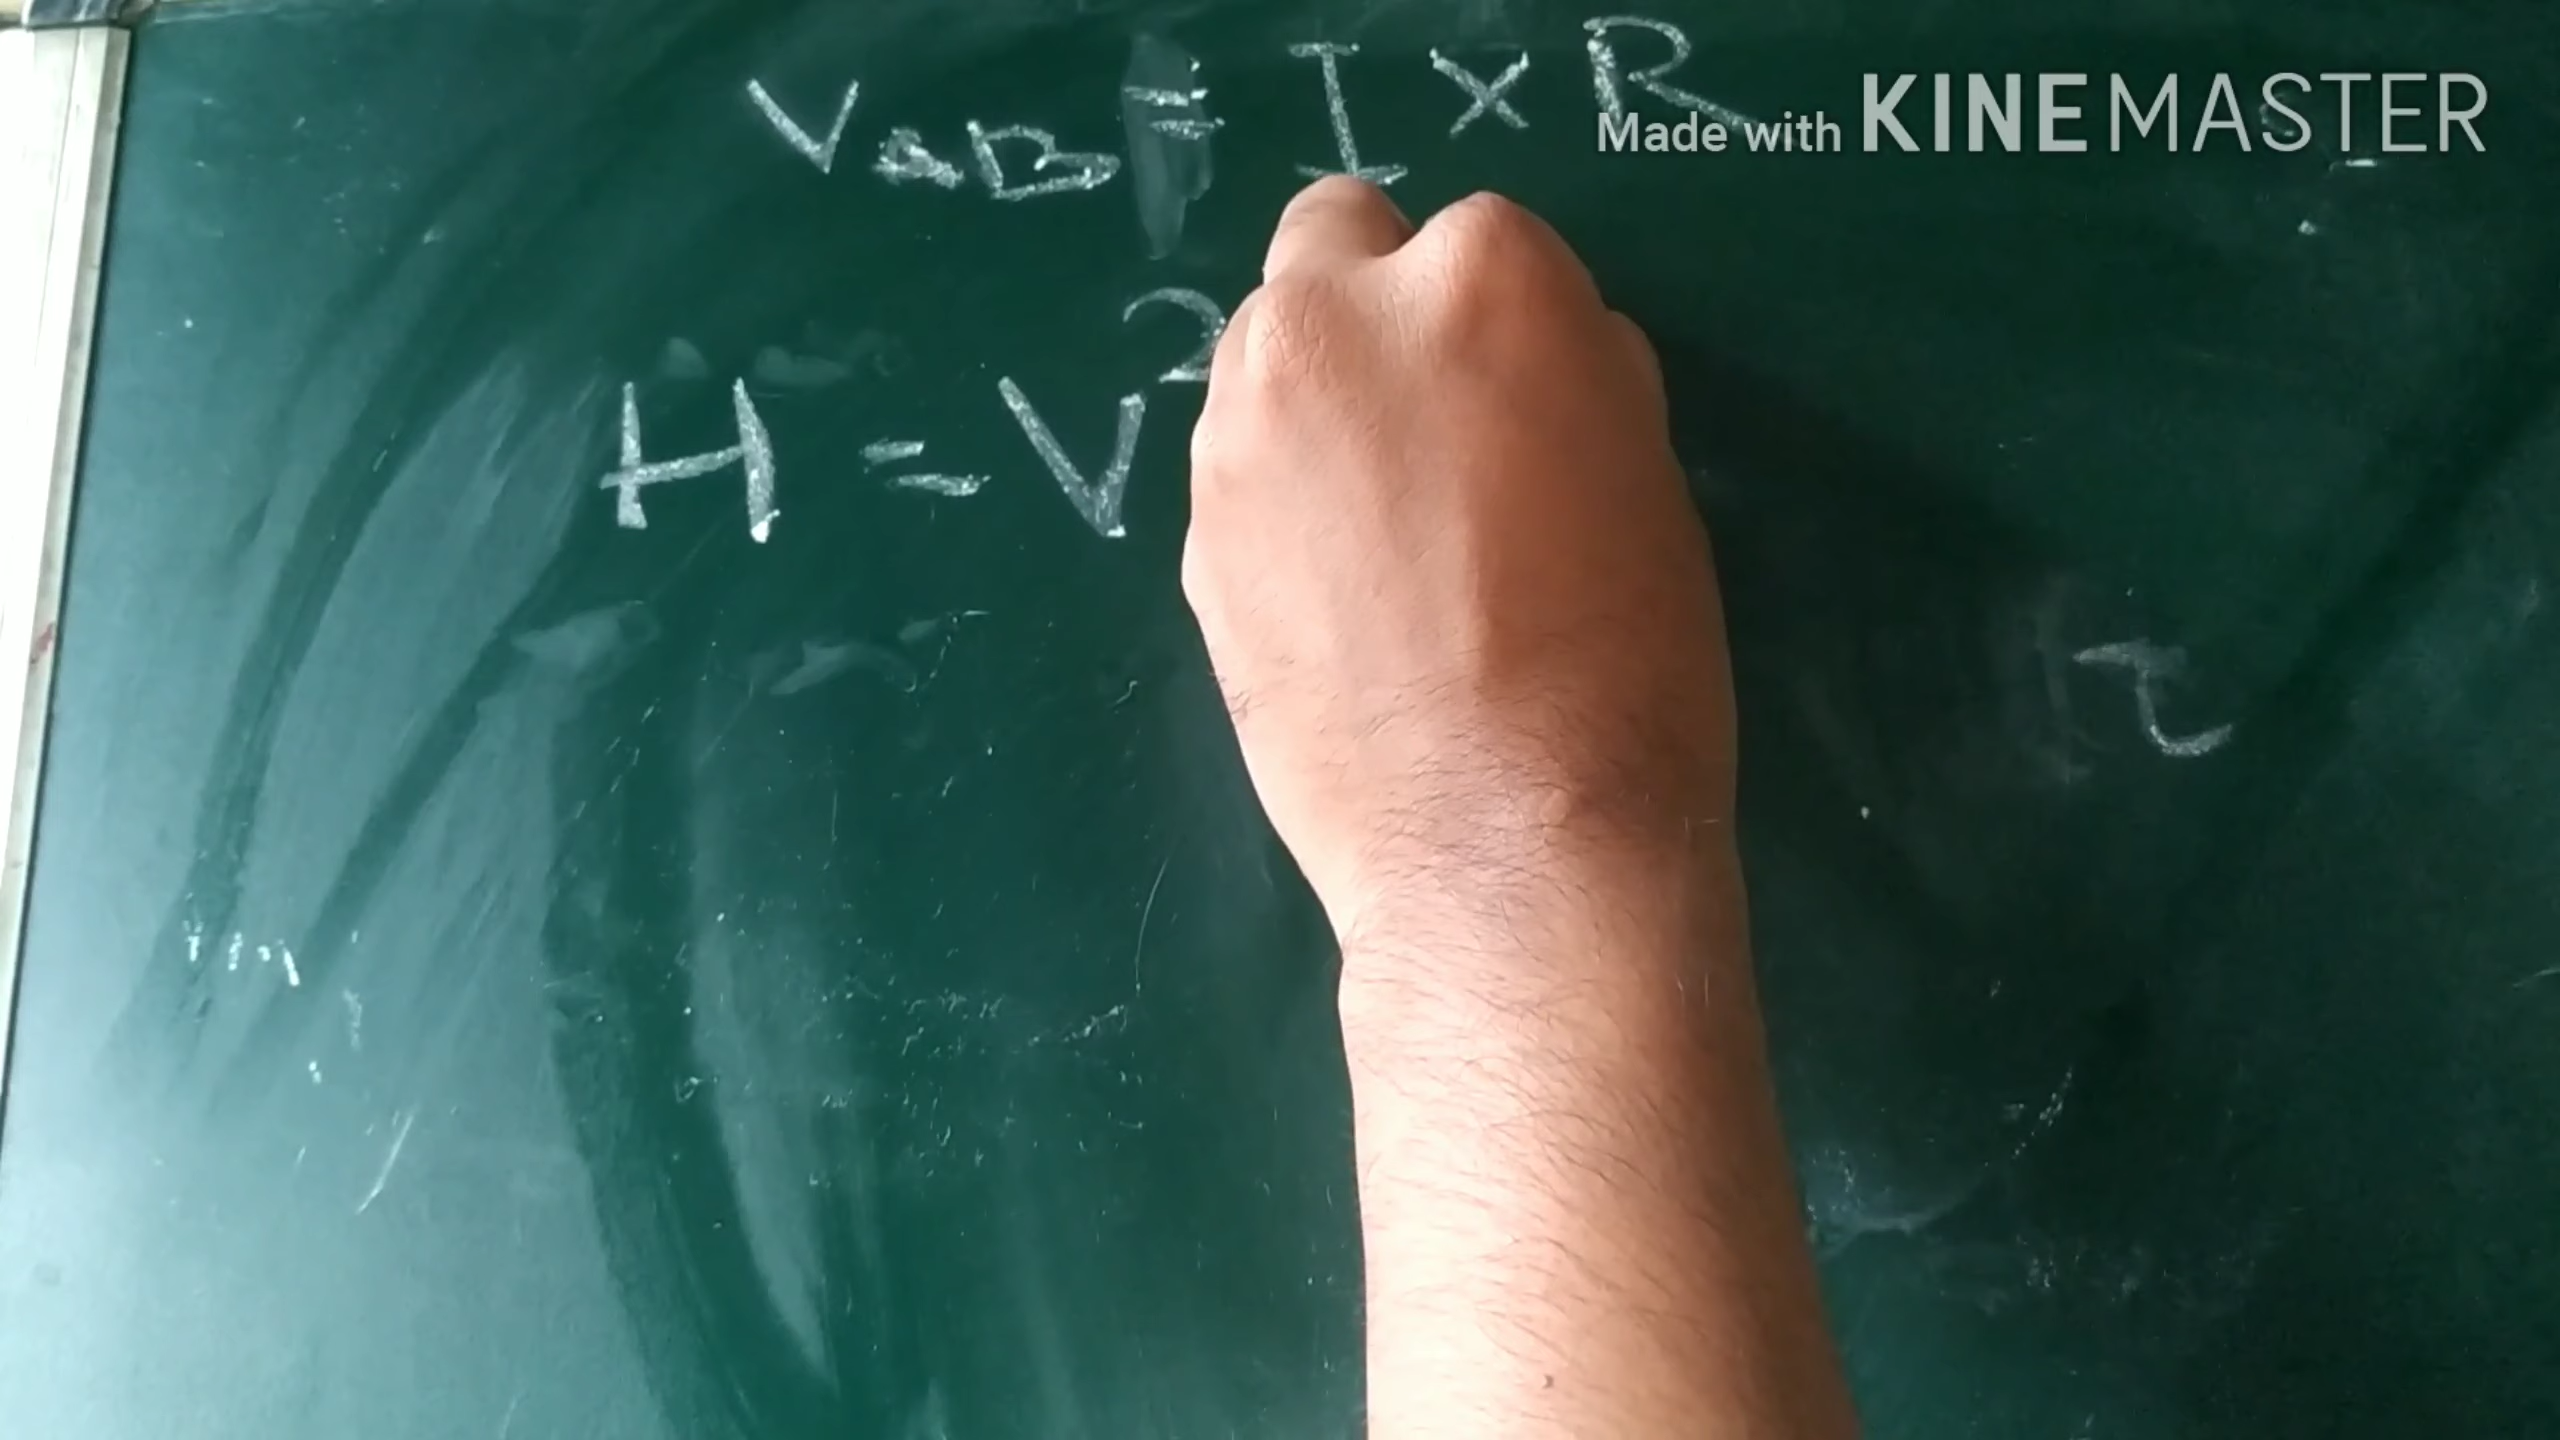 VaB = I × R
Made with KINEMASTER
H = V²
τ